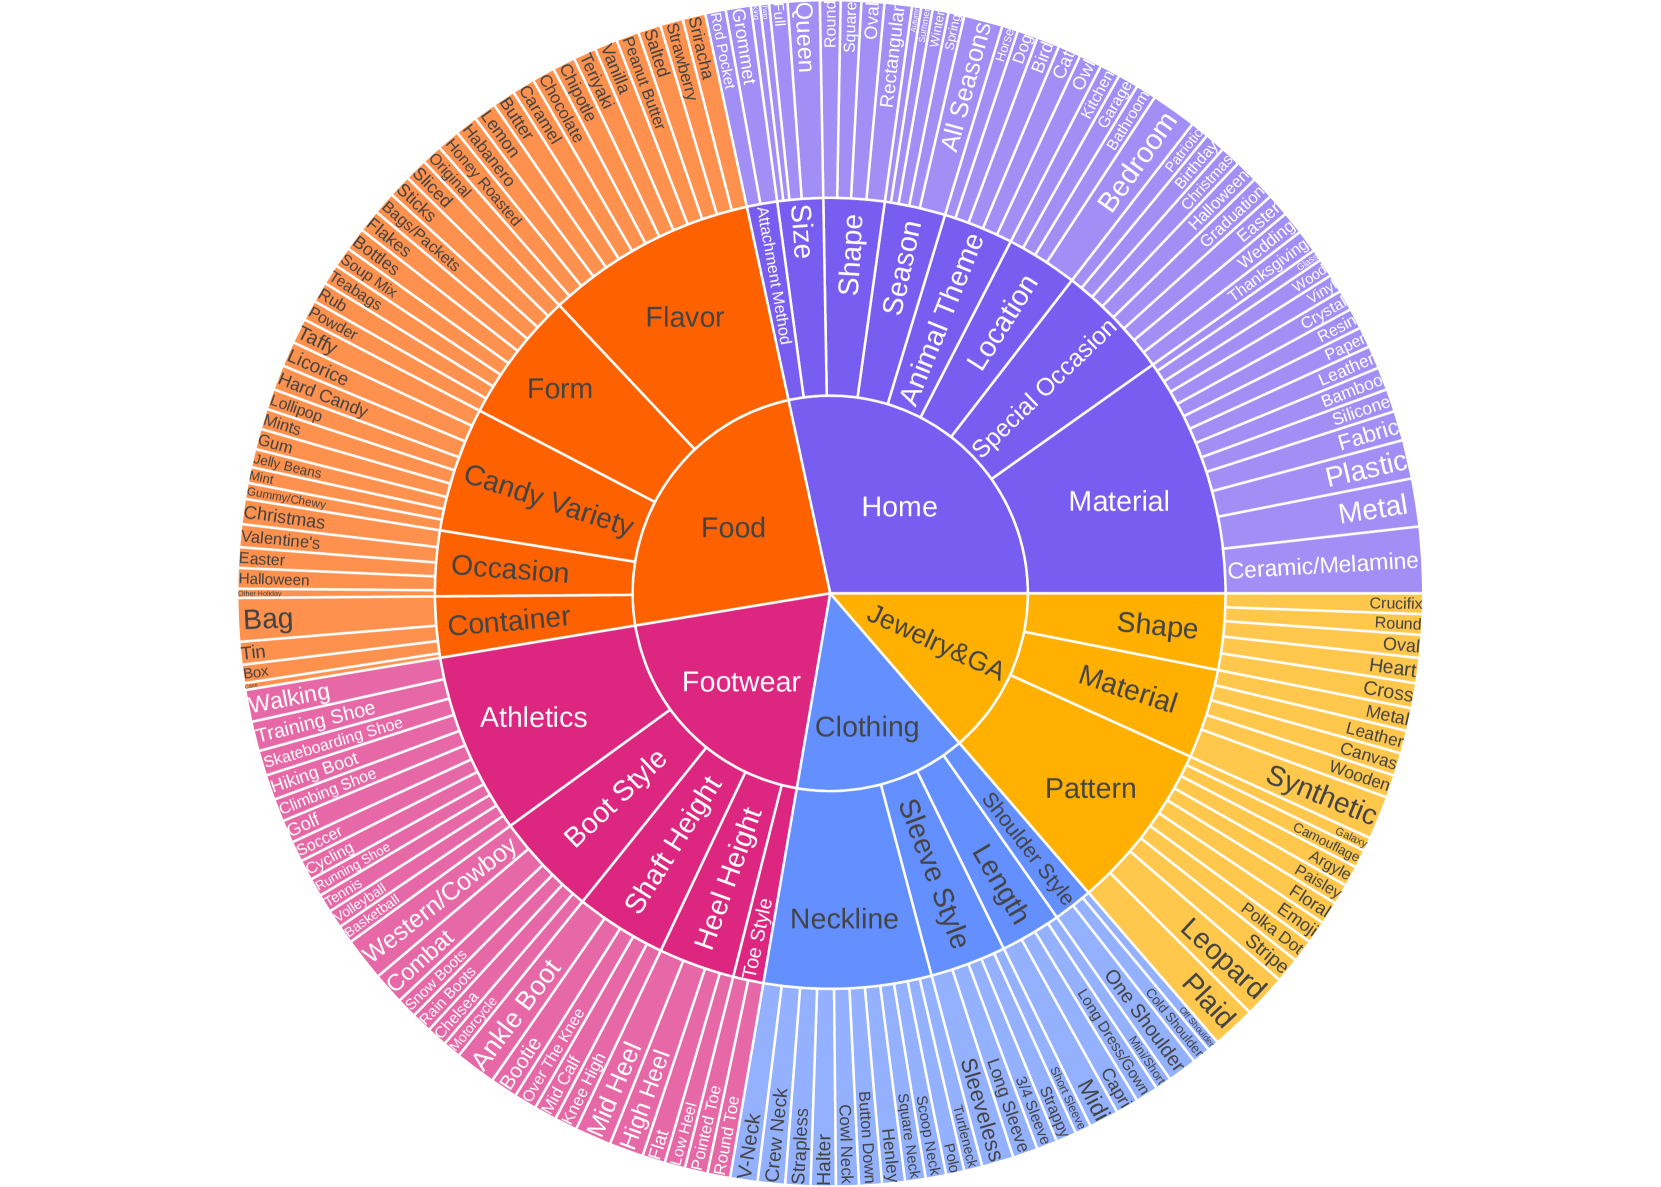 Home
Food
Footwear
Clothing
Jewelry&GA
Attachment Method
Size
Shape
Season
Animal Theme
Location
Special Occasion
Material
Rod Pocket
Grommet
Full
Queen
Round
Square
Oval
Rectangular
Summer
Winter
Spring
All Seasons
Horse
Dog
Bird
Cat
Owl
Kitchen
Garage
Bathroom
Bedroom
Patriotic
Birthday
Christmas
Halloween
Graduation
Easter
Wedding
Thanksgiving
Glass
Wood
Vinyl
Crystal
Resin
Paper
Leather
Bamboo
Silicone
Fabric
Plastic
Metal
Ceramic/Melamine
Shape
Material
Pattern
Crucifix
Round
Oval
Heart
Cross
Metal
Leather
Canvas
Wooden
Synthetic
Galaxy
Camouflage
Argyle
Paisley
Floral
Emoji
Polka Dot
Stripe
Leopard
Plaid
Shoulder Style
Length
Sleeve Style
Neckline
Off Shoulder
Cold Shoulder
One Shoulder
Mini/Short
Long Dress/Gown
Capri
Midi
Short Sleeve
Strappy
3/4 Sleeve
Long Sleeve
Sleeveless
Turtleneck
Polo
Scoop Neck
Square Neck
Henley
Button Down
Cowl Neck
Halter
Strapless
Crew Neck
V-Neck
Toe Style
Heel Height
Shaft Height
Boot Style
Athletics
Round Toe
Pointed Toe
Low Heel
Flat
High Heel
Mid Heel
Knee High
Mid Calf
Over The Knee
Bootie
Ankle Boot
Motorcycle
Chelsea
Rain Boots
Snow Boots
Combat
Western/Cowboy
Basketball
Volleyball
Tennis
Running Shoe
Cycling
Soccer
Golf
Climbing Shoe
Hiking Boot
Skateboarding Shoe
Training Shoe
Walking
Container
Occasion
Candy Variety
Form
Flavor
Box
Tin
Bag
Other Holiday
Halloween
Easter
Valentine's
Christmas
Gummy/Chewy
Mint
Jelly Beans
Gum
Mints
Lollipop
Hard Candy
Licorice
Taffy
Powder
Rub
Teabags
Soup Mix
Bottles
Flakes
Bags/Packets
Sticks
Sliced
Original
Honey Roasted
Habanero
Lemon
Butter
Caramel
Chocolate
Chipotle
Teriyaki
Vanilla
Peanut Butter
Salted
Strawberry
Sriracha